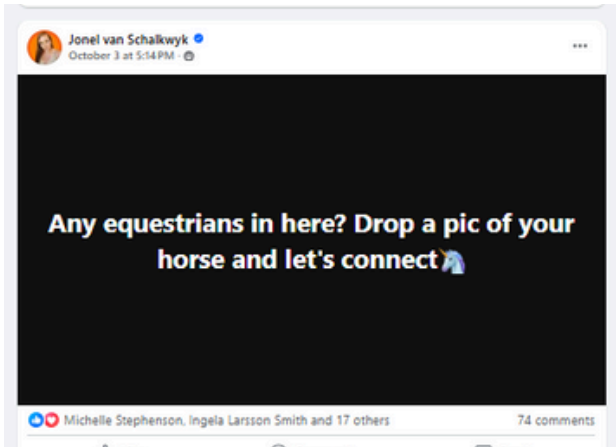 Jonel van Schalkwyk
October 3 at 5:14 PM ·
Any equestrians in here? Drop a pic of your
horse and let's connect🦄
Michelle Stephenson, Ingela Larsson Smith and 17 others
74 comments